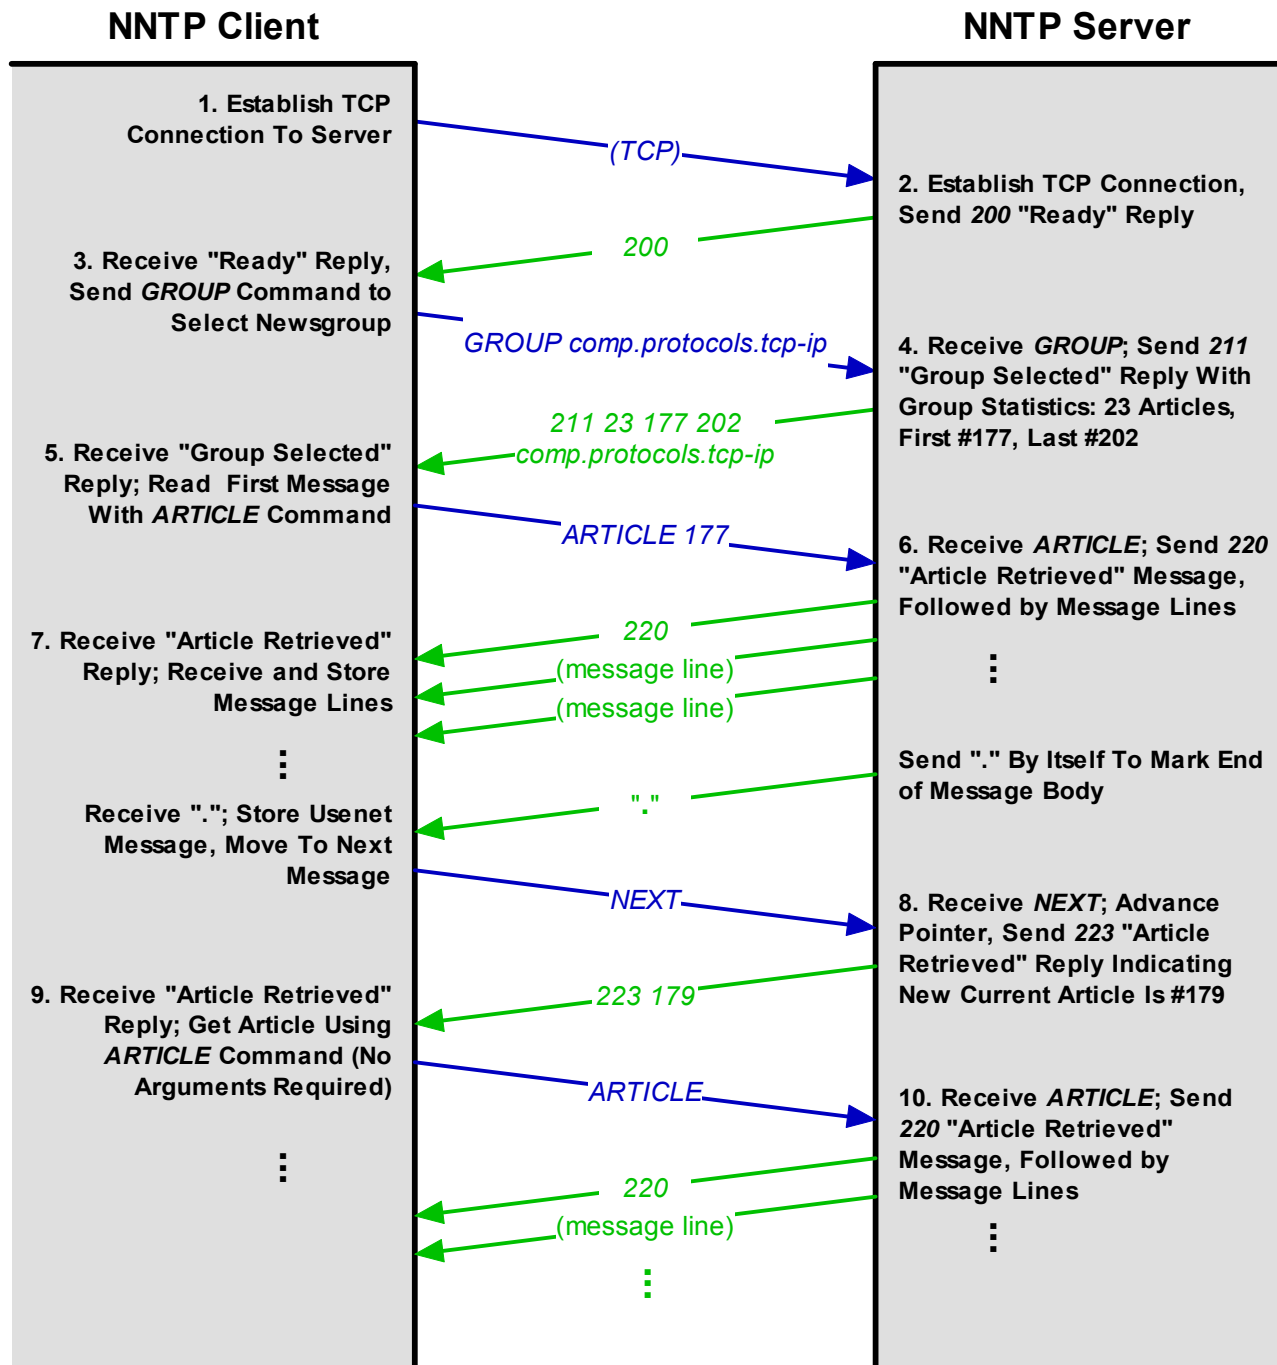 NNTP Client
NNTP Server
1. Establish TCP
Connection To Server
(TCP)
2. Establish TCP Connection,
Send 200 "Ready" Reply
200
3. Receive "Ready" Reply,
Send GROUP Command to
Select Newsgroup
GROUP comp.protocols.tcp-ip
4. Receive GROUP; Send 211
"Group Selected" Reply With
Group Statistics: 23 Articles,
First #177, Last #202
211 23 177 202
comp.protocols.tcp-ip
5. Receive "Group Selected"
Reply; Read First Message
With ARTICLE Command
ARTICLE 177
6. Receive ARTICLE; Send 220
"Article Retrieved" Message,
Followed by Message Lines
220
(message line)
(message line)
7. Receive "Article Retrieved"
Reply; Receive and Store
Message Lines
Send "." By Itself To Mark End
of Message Body
"."
Receive "."; Store Usenet
Message, Move To Next
Message
NEXT
8. Receive NEXT; Advance
Pointer, Send 223 "Article
Retrieved" Reply Indicating
New Current Article Is #179
223 179
9. Receive "Article Retrieved"
Reply; Get Article Using
ARTICLE Command (No
Arguments Required)
ARTICLE
10. Receive ARTICLE; Send
220 "Article Retrieved"
Message, Followed by
Message Lines
220
(message line)